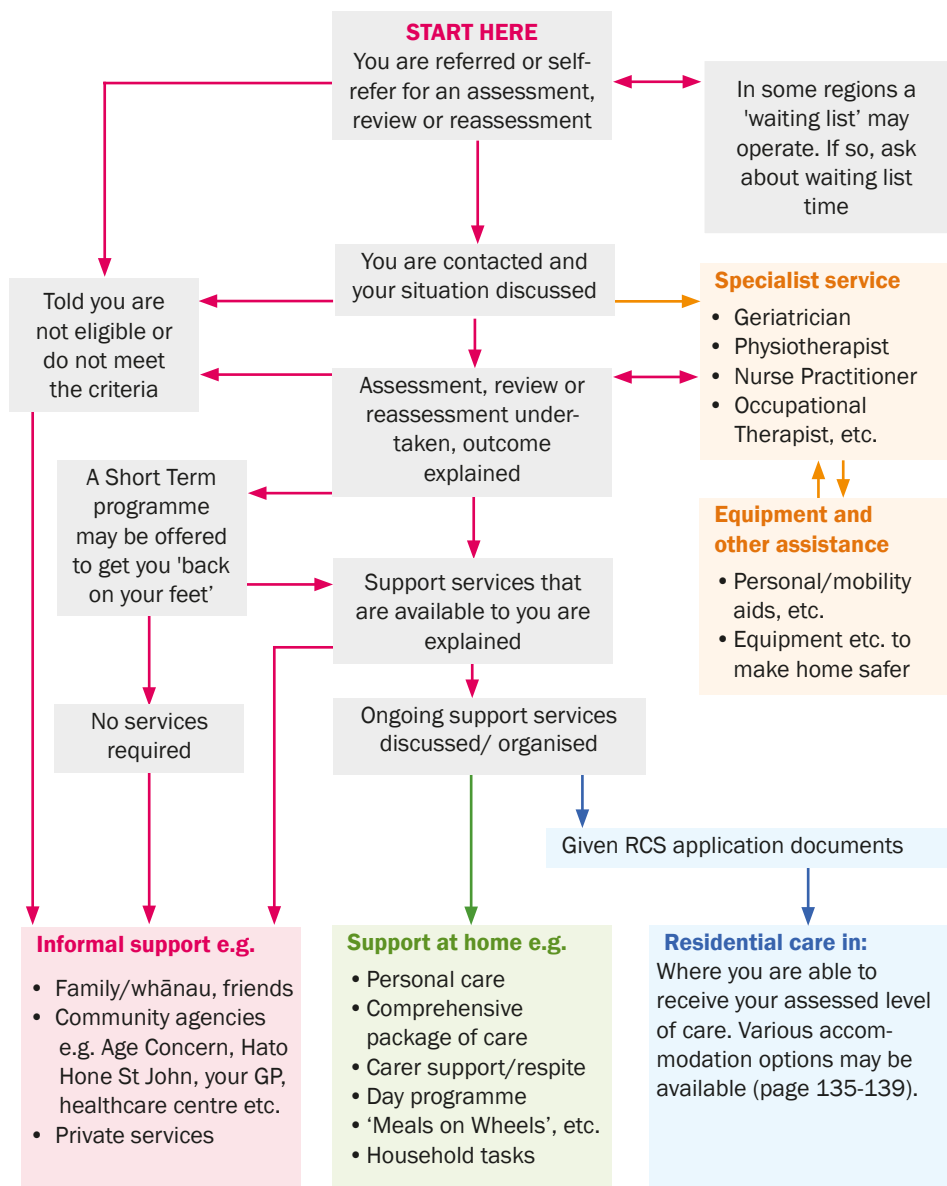 START HERE
You are referred or self-
refer for an assessment,
review or reassessment
In some regions a
'waiting list’ may
operate. If so, ask
about waiting list
time
You are contacted and
your situation discussed
Told you are
not eligible or
do not meet
the criteria
Specialist service
• Geriatrician
• Physiotherapist
• Nurse Practitioner
• Occupational
Therapist, etc.
Assessment, review or
reassessment under-
taken, outcome
explained
A Short Term
programme
may be offered
to get you 'back
on your feet’
Equipment and
other assistance
• Personal/mobility
aids, etc.
• Equipment etc. to
make home safer
Support services that
are available to you are
explained
No services
required
Ongoing support services
discussed/ organised
Given RCS application documents
Informal support e.g.
• Family/whānau, friends
• Community agencies
e.g. Age Concern, Hato
Hone St John, your GP,
healthcare centre etc.
• Private services
Support at home e.g.
• Personal care
• Comprehensive
package of care
• Carer support/respite
• Day programme
• ‘Meals on Wheels’, etc.
• Household tasks
Residential care in:
Where you are able to
receive your assessed level
of care. Various accom-
modation options may be
available (page 135-139).